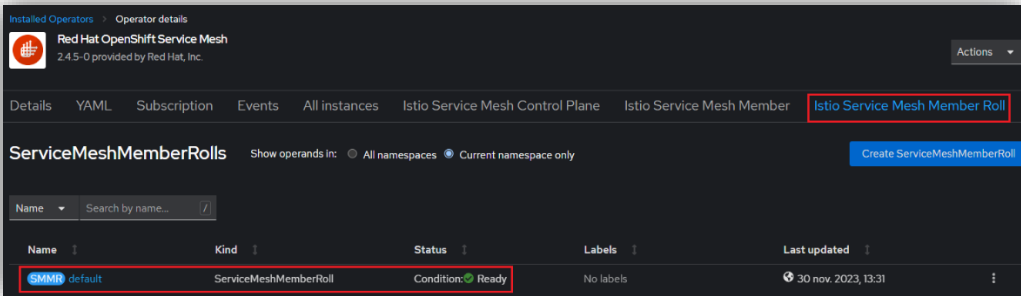 Installed Operators > Operator details
Red Hat OpenShift Service Mesh
2.4.5-0 provided by Red Hat, Inc.
Actions
Details YAML Subscription Events All instances Istio Service Mesh Control Plane Istio Service Mesh Member Istio Service Mesh Member Roll
ServiceMeshMemberRolls Show operands in: All namespaces Current namespace only Create ServiceMeshMemberRoll
Name Search by name... /
Name Kind Status Labels Last updated
SMMR default ServiceMeshMemberRoll Condition: Ready No labels 30 nov. 2023, 13:31